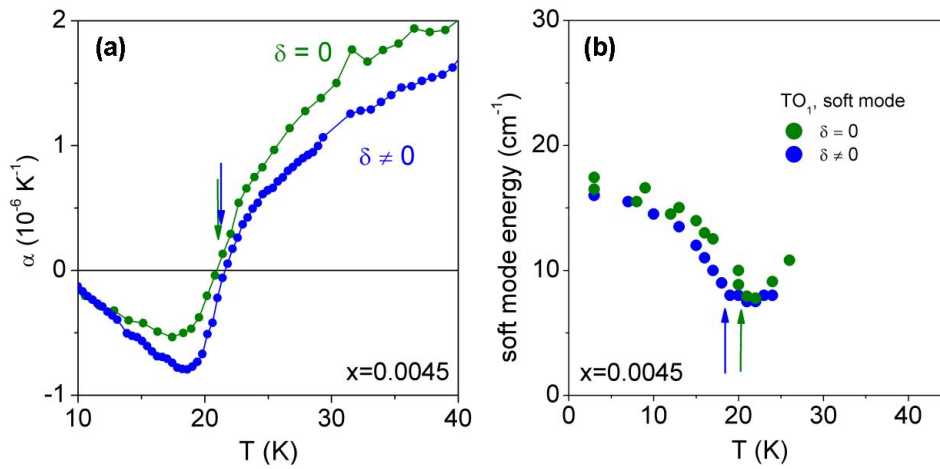 (a)
δ = 0
δ ≠ 0
x=0.0045
α (10⁻⁶ K⁻¹)
2
1
0
-1
10
20
30
40
T (K)
(b)
TO₁, soft mode
δ = 0
δ ≠ 0
x=0.0045
soft mode energy (cm⁻¹)
30
20
10
0
0
10
20
30
40
T (K)